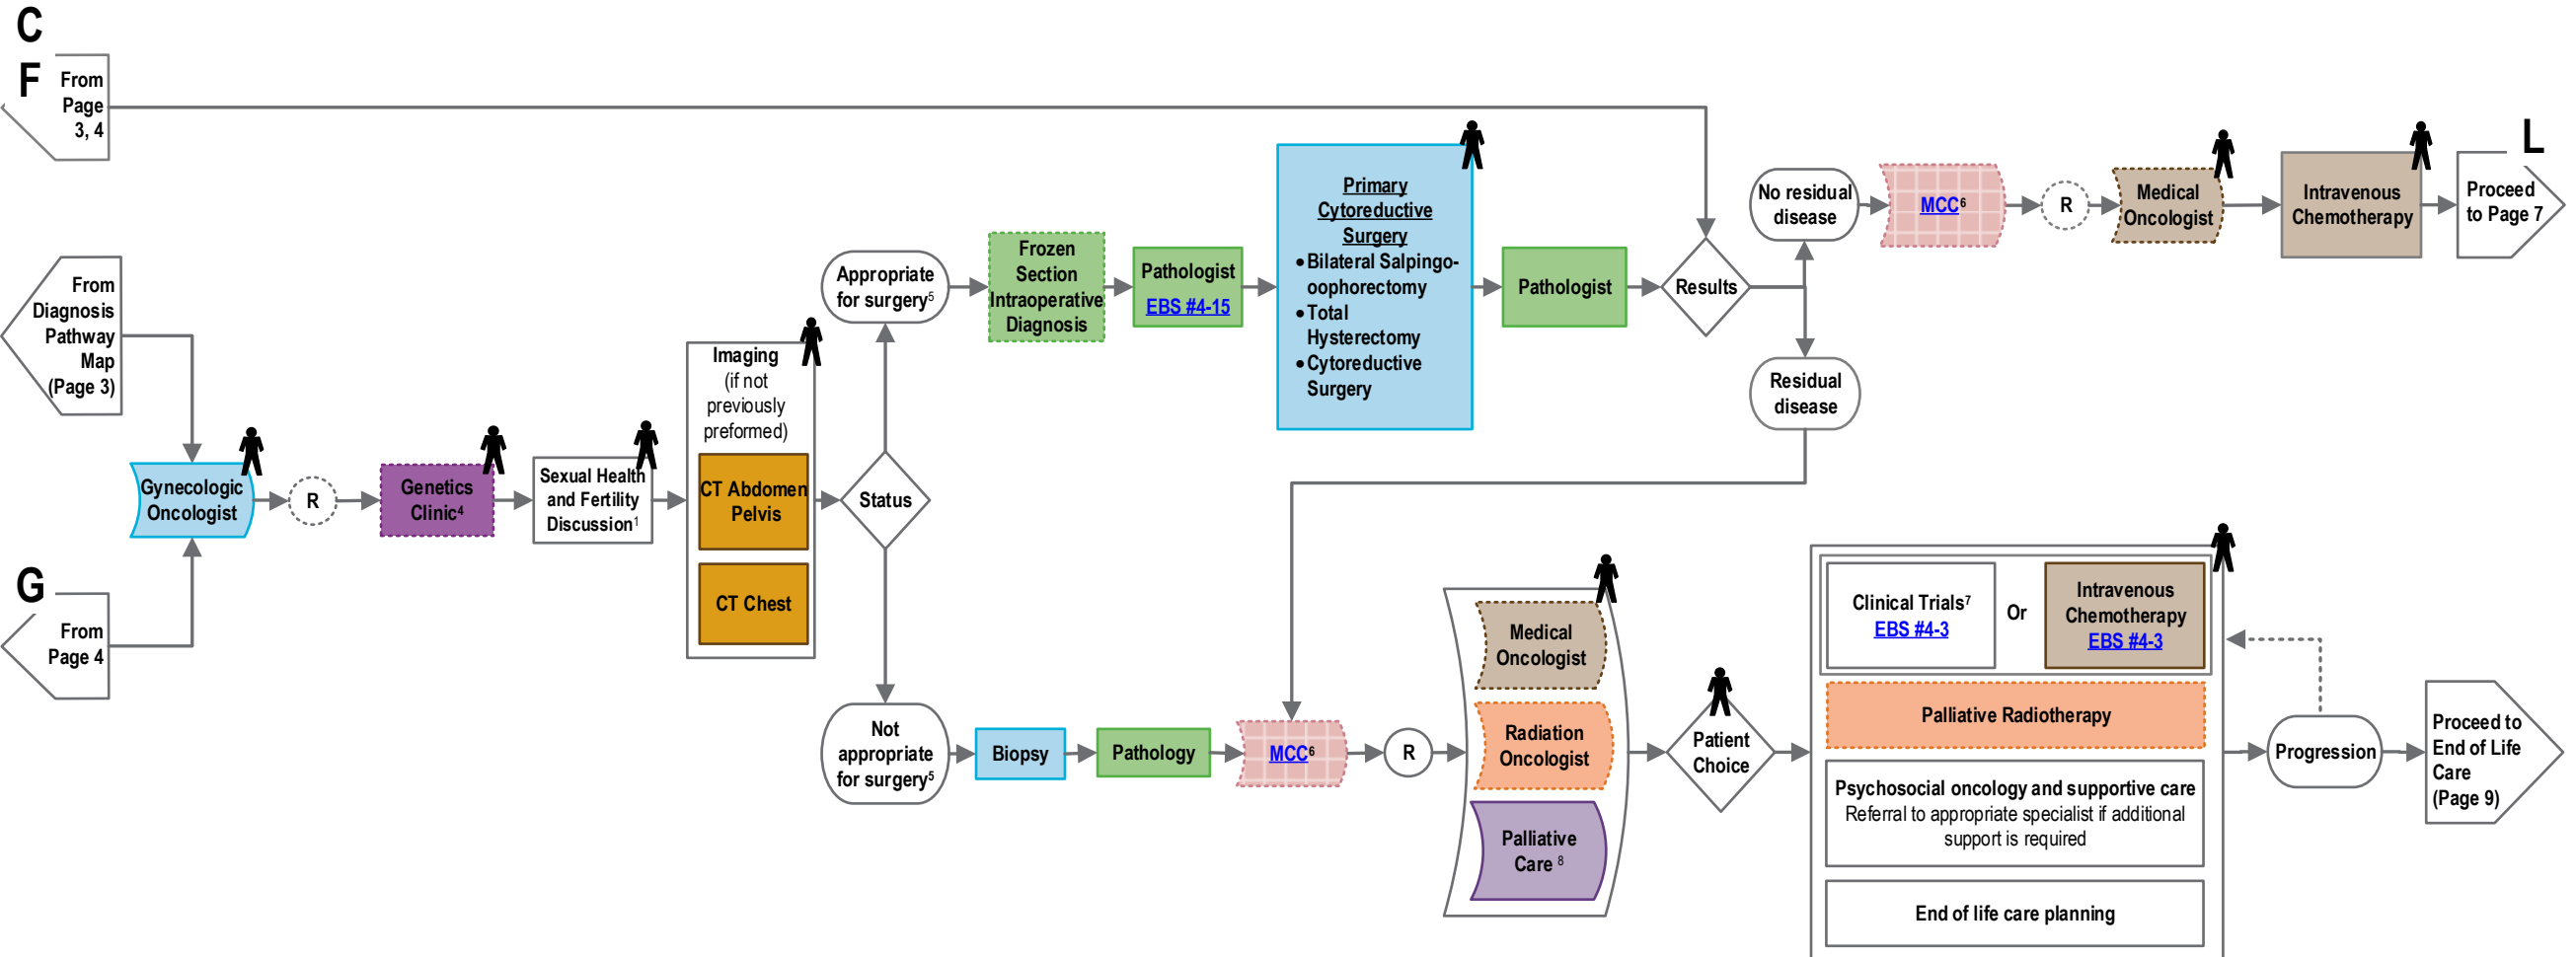 C
F
From
Page
3, 4
From
Diagnosis
Pathway
Map
(Page 3)
G
From
Page 4
Gynecologic
Oncologist
R
Genetics
Clinic4
Sexual Health
and Fertility
Discussion1
Imaging
(if not
previously
preformed)
CT Abdomen
Pelvis
CT Chest
Status
Appropriate
for surgery5
Frozen
Section
Intraoperative
Diagnosis
Pathologist
EBS #4-15
Primary
Cytoreductive
Surgery
•Bilateral Salpingo-
oophorectomy
•Total
Hysterectomy
•Cytoreductive
Surgery
Pathologist
Results
No residual
disease
MCC6
R
Medical
Oncologist
Intravenous
Chemotherapy
L
Proceed
to Page 7
Residual
disease
Not
appropriate
for surgery5
Biopsy
Pathology
MCC6
R
Medical
Oncologist
Radiation
Oncologist
Palliative
Care 8
Patient
Choice
Clinical Trials7
EBS #4-3
Or
Intravenous
Chemotherapy
EBS #4-3
Palliative Radiotherapy
Psychosocial oncology and supportive care
Referral to appropriate specialist if additional
support is required
End of life care planning
Progression
Proceed to
End of Life
Care
(Page 9)